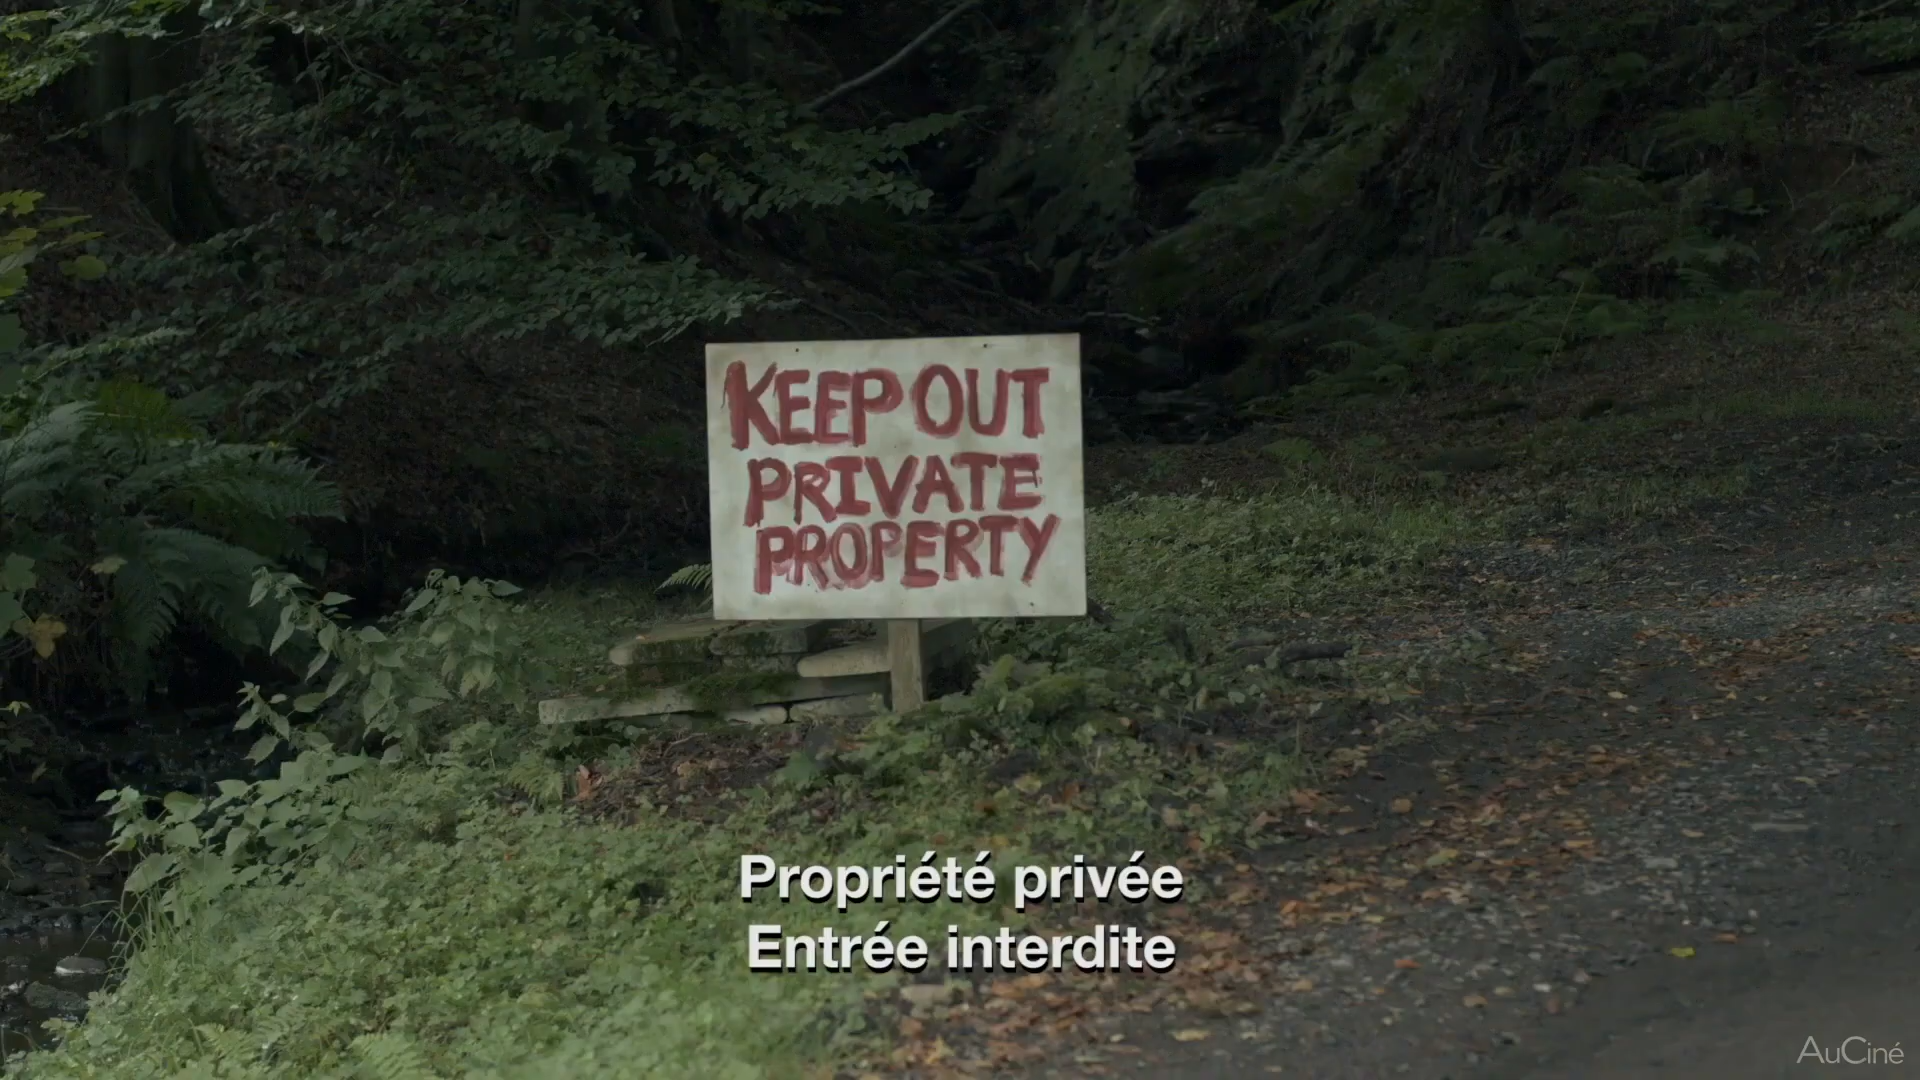 KEEP OUT
PRIVATE
PROPERTY
Propriété privée
Entrée interdite
AuCiné